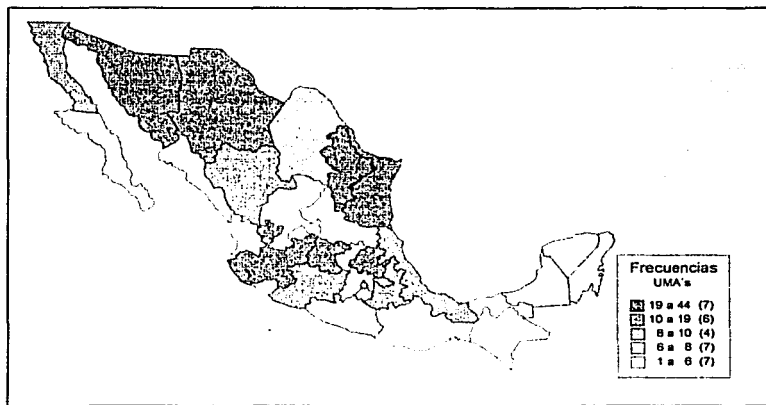 Frecuencias
UMA's
19 a 44 (7)
10 a 19 (6)
8 a 10 (4)
6 a 8 (7)
1 a 6 (7)